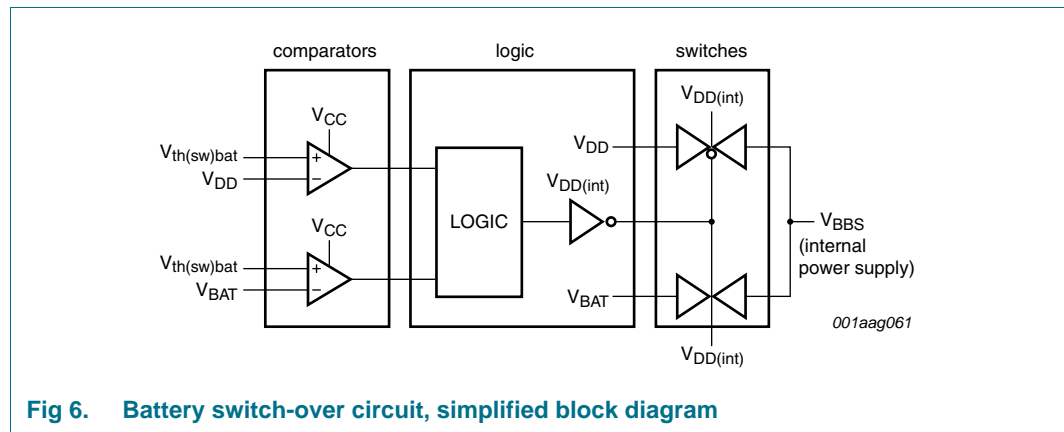 comparators
logic
switches
VCC
Vth(sw)bat
+
VDD
−
VCC
Vth(sw)bat
+
VBAT
−
LOGIC
VDD(int)
VDD
VBAT
VDD(int)
VDD(int)
VBBS
(internal
power supply)
001aag061
Fig 6. Battery switch-over circuit, simplified block diagram